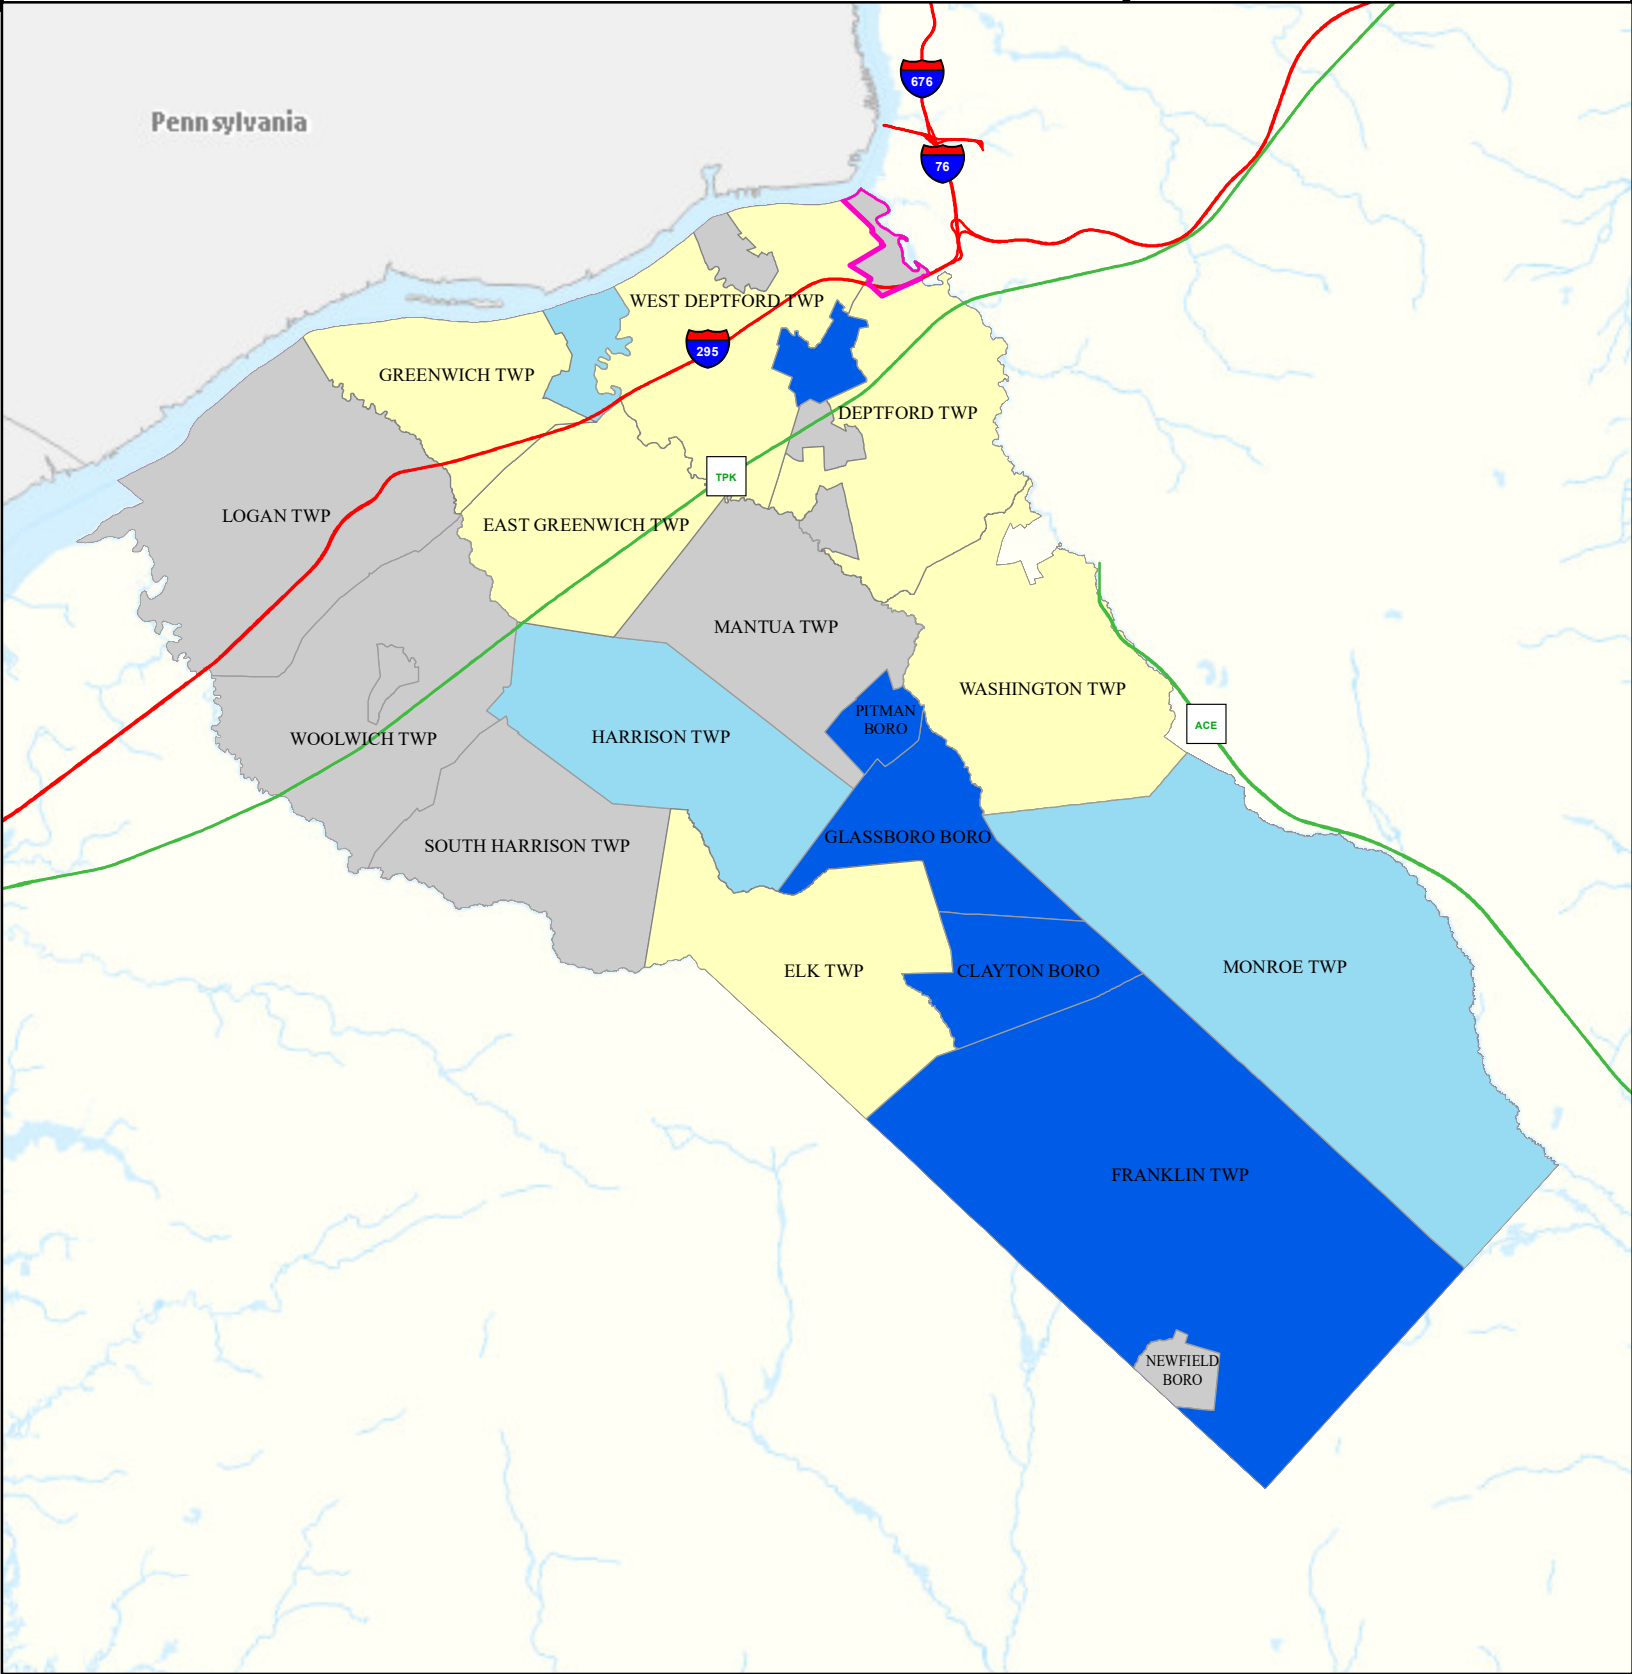 676
Pennsylvania
76
WEST DEPTFORD TWP
295
GREENWICH TWP
DEPTFORD TWP
TPK
LOGAN TWP
EAST GREENWICH TWP
MANTUA TWP
WASHINGTON TWP
PITMAN
BORO
ACE
HARRISON TWP
WOOLWICH TWP
GLASSBORO BORO
SOUTH HARRISON TWP
MONROE TWP
ELK TWP
CLAYTON BORO
FRANKLIN TWP
NEWFIELD
BORO